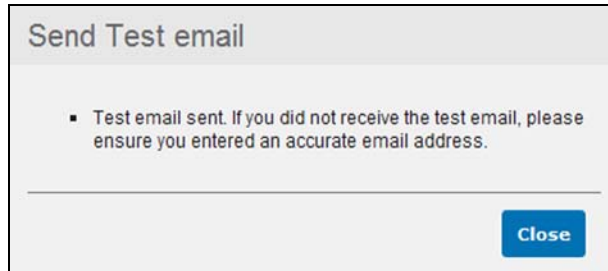 Send Test email
▪ Test email sent. If you did not receive the test email, please
ensure you entered an accurate email address.
Close